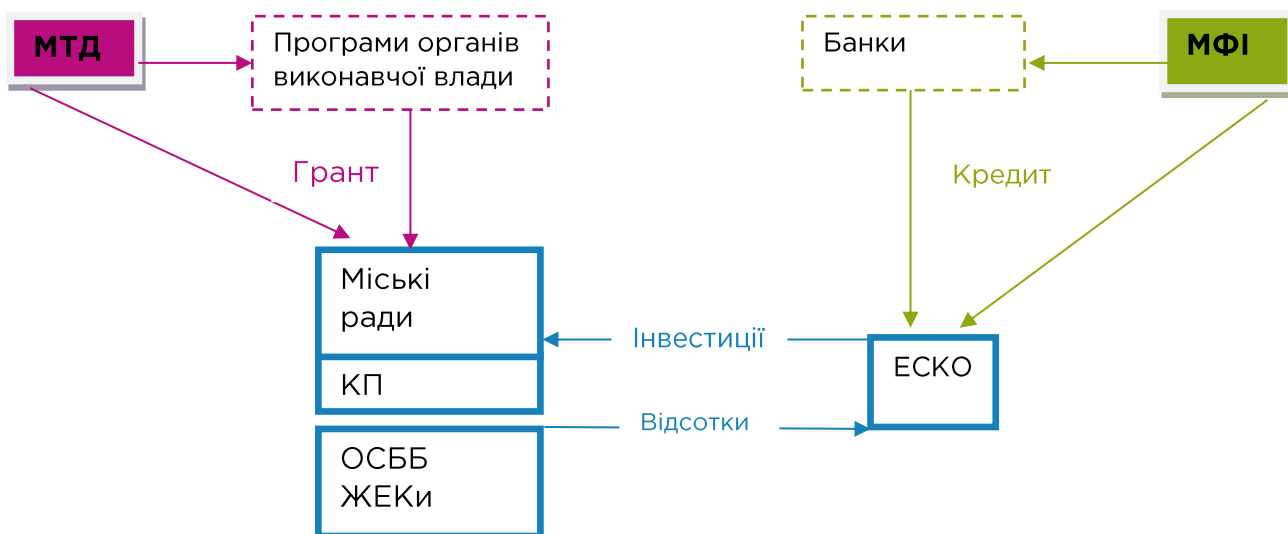 МТД
Програми органів
виконавчої влади
Банки
МФІ
Грант
Кредит
Міські
ради
Інвестиції
КП
ЕСКО
Відсотки
ОСББ
ЖЕКи